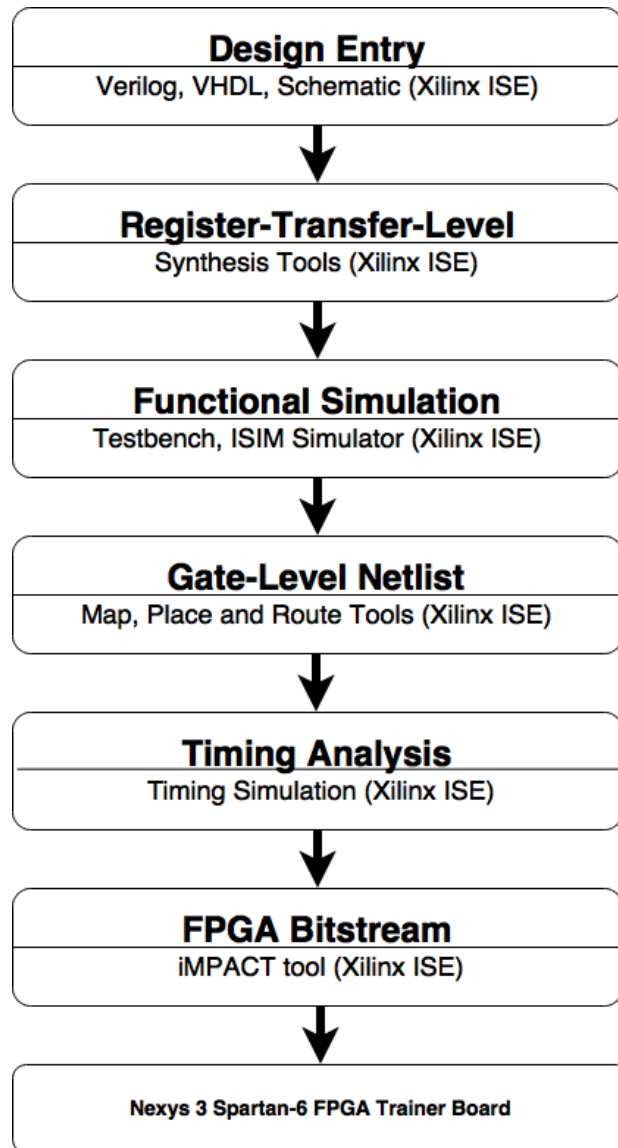 Design Entry
Verilog, VHDL, Schematic (Xilinx ISE)
Register-Transfer-Level
Synthesis Tools (Xilinx ISE)
Functional Simulation
Testbench, ISIM Simulator (Xilinx ISE)
Gate-Level Netlist
Map, Place and Route Tools (Xilinx ISE)
Timing Analysis
Timing Simulation (Xilinx ISE)
FPGA Bitstream
iMPACT tool (Xilinx ISE)
Nexys 3 Spartan-6 FPGA Trainer Board